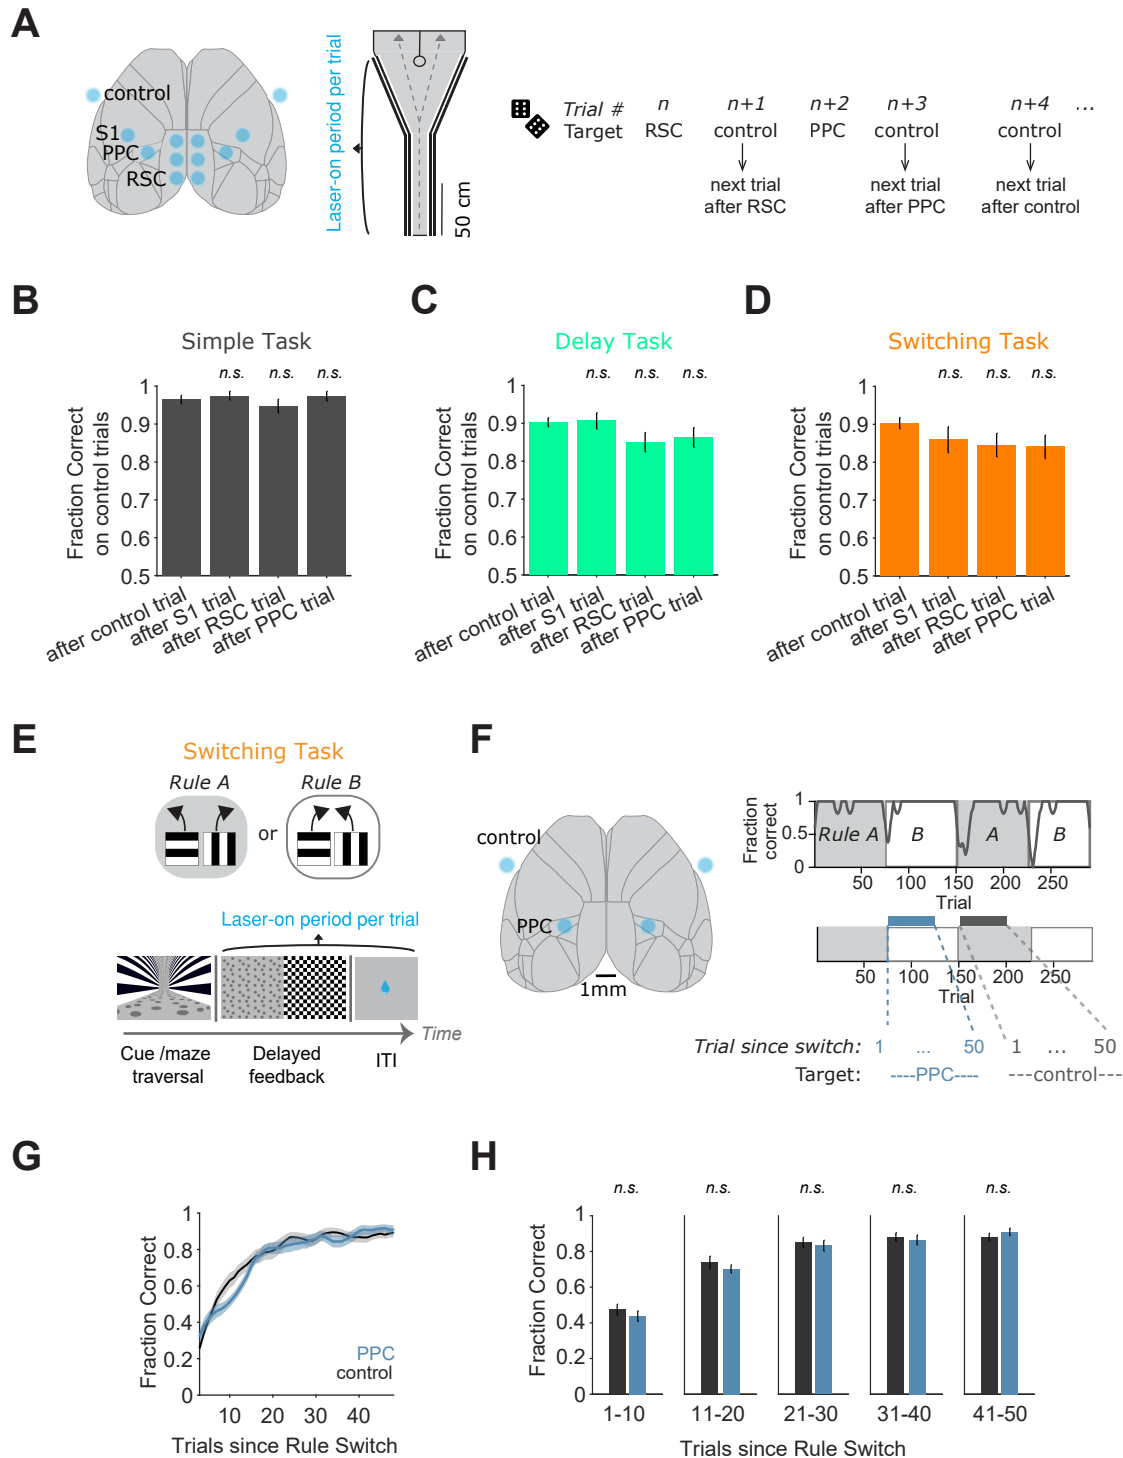 A
control
S1
PPC
RSC
Laser-on period per trial
50 cm
Trial # n n+1 n+2 n+3 n+4 ...
Target RSC control PPC control control
next trial after RSC
next trial after PPC
next trial after control
B
Simple Task
n.s. n.s. n.s.
Fraction Correct
on control trials
1
0.9
0.8
0.7
0.6
0.5
after control trial
after S1 trial
after RSC trial
after PPC trial
C
Delay Task
n.s. n.s. n.s.
Fraction Correct
on control trials
1
0.9
0.8
0.7
0.6
0.5
after control trial
after S1 trial
after RSC trial
after PPC trial
D
Switching Task
n.s. n.s. n.s.
Fraction Correct
on control trials
1
0.9
0.8
0.7
0.6
0.5
after control trial
after S1 trial
after RSC trial
after PPC trial
E
Switching Task
Rule A Rule B
or
Laser-on period per trial
Time
Cue /maze
traversal
Delayed
feedback
ITI
F
control
PPC
1mm
Fraction
correct
1
0.5
0
Rule A B A B
50 100 150 200 250
Trial
50 100 150 200 250
Trial
Trial since switch: 1 ... 50 1 ... 50
Target: ----PPC---- ---control---
G
Fraction Correct
1
0.8
0.6
0.4
0.2
0
PPC
control
10 20 30 40
Trials since Rule Switch
H
n.s. n.s. n.s. n.s. n.s.
Fraction Correct
1
0.8
0.6
0.4
0.2
0
1-10 11-20 21-30 31-40 41-50
Trials since Rule Switch